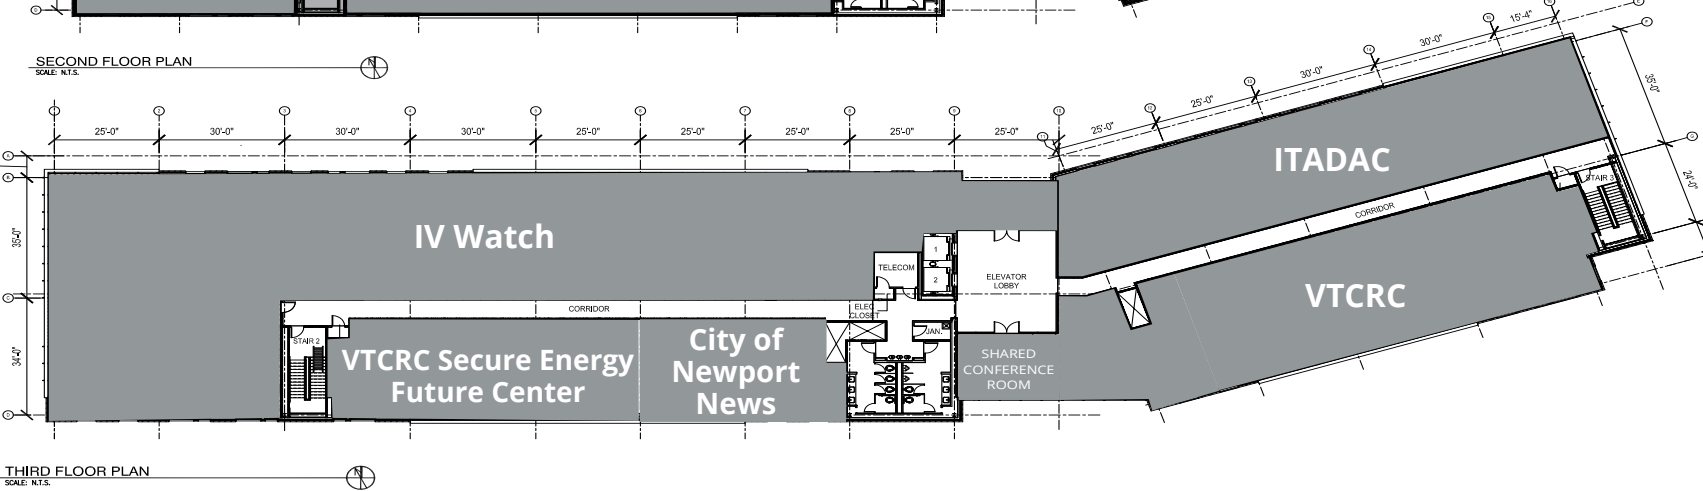 SECOND FLOOR PLAN
SCALE: N.T.S.
15'-4"
30'-0"
30'-0"
25'-0"
25'-0"
35'-0"
24'-0"
25'-0"
30'-0"
30'-0"
30'-0"
25'-0"
25'-0"
25'-0"
25'-0"
25'-0"
ITADAC
STAIR 3
CORRIDOR
IV Watch
35'-0"
1
TELECOM
2
ELEVATOR
LOBBY
VTCRC
CORRIDOR
ELEC
CLOSET
JAN.
STAIR 2
34'-0"
VTCRC Secure Energy
Future Center
City of
Newport
News
SHARED
CONFERENCE
ROOM
THIRD FLOOR PLAN
SCALE: N.T.S.